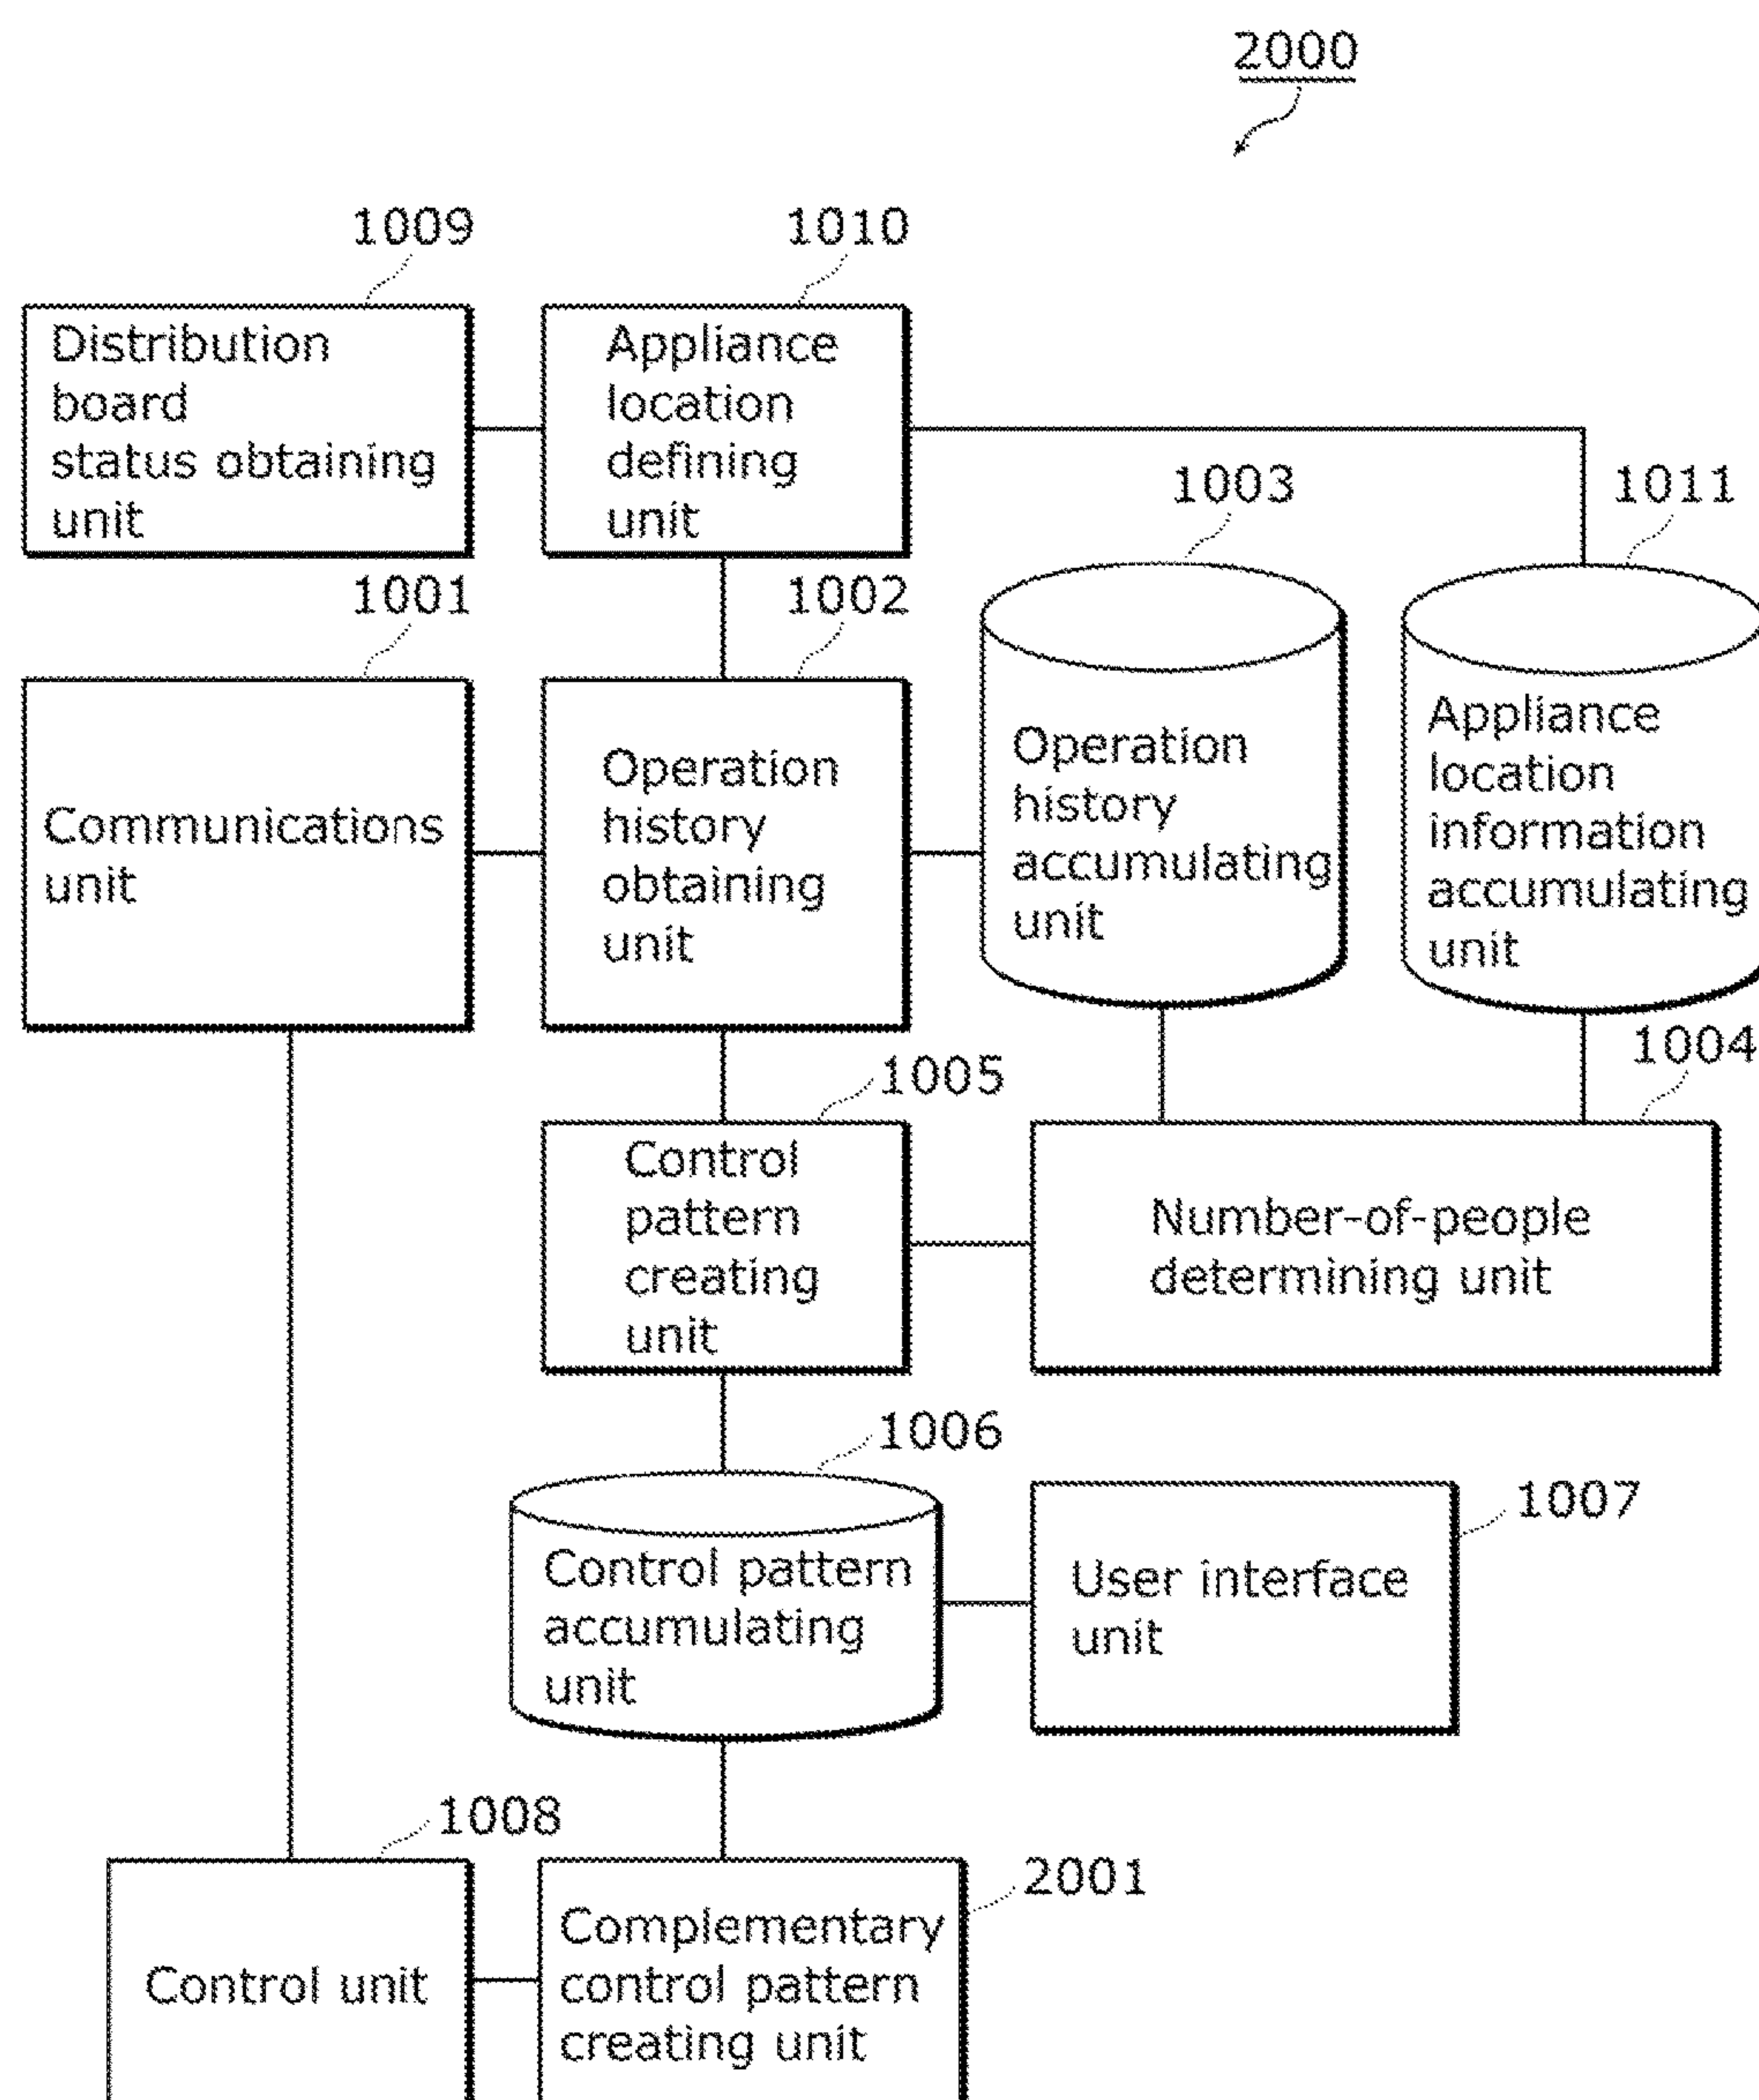 2000
1009
1010
Distribution
board
status obtaining
unit
Appliance
location
defining
unit
1003
1011
1001
1002
Communications
unit
Operation
history
obtaining
unit
Operation
history
accumulating
unit
Appliance
location
information
accumulating
unit
1005
1004
Control
pattern
creating
unit
Number-of-people
determining unit
1006
1007
Control pattern
accumulating
unit
User interface
unit
1008
2001
Control unit
Complementary
control pattern
creating unit